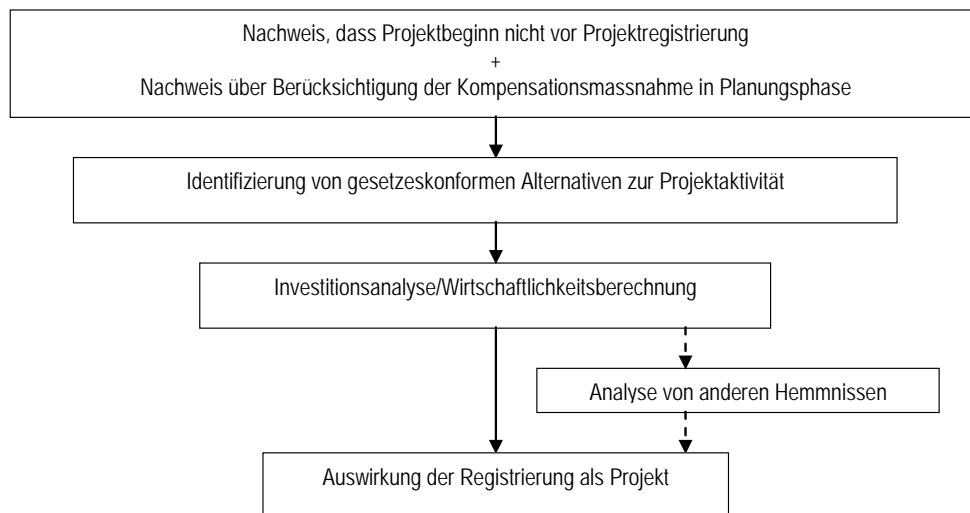 Nachweis, dass Projektbeginn nicht vor Projektregistrierung
+
Nachweis über Berücksichtigung der Kompensationsmassnahme in Planungsphase
Identifizierung von gesetzeskonformen Alternativen zur Projektaktivität
Investitionsanalyse/Wirtschaftlichkeitsberechnung
Analyse von anderen Hemmnissen
Auswirkung der Registrierung als Projekt